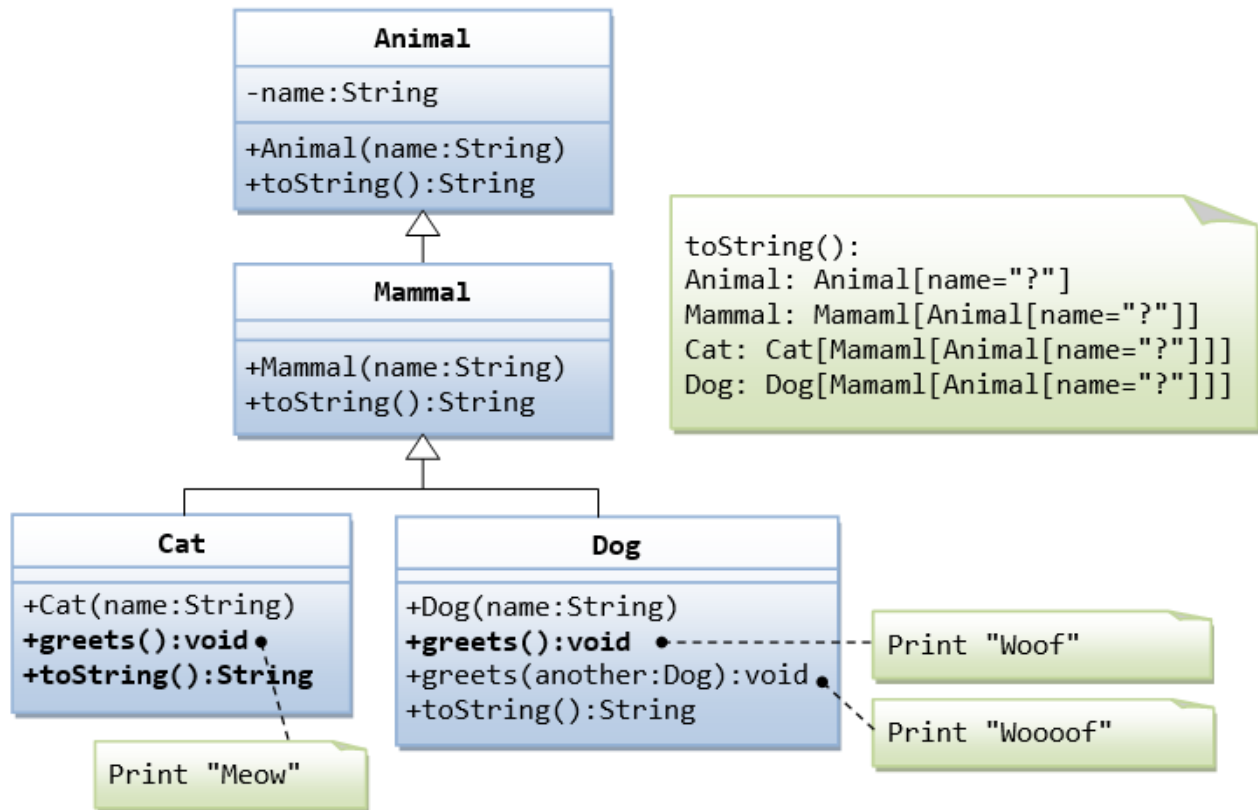 Animal
-name:String
+Animal(name:String)
+toString():String
toString():
Animal: Animal[name="?"]
Mammal: Mamaml[Animal[name="?"]]
Cat: Cat[Mamaml[Animal[name="?"]]]
Dog: Dog[Mamaml[Animal[name="?"]]]
Mammal
+Mammal(name:String)
+toString():String
Cat
+Cat(name:String)
+greets():void
+toString():String
Print "Meow"
Dog
+Dog(name:String)
+greets():void
+greets(another:Dog):void
+toString():String
Print "Woof"
Print "Woooof"